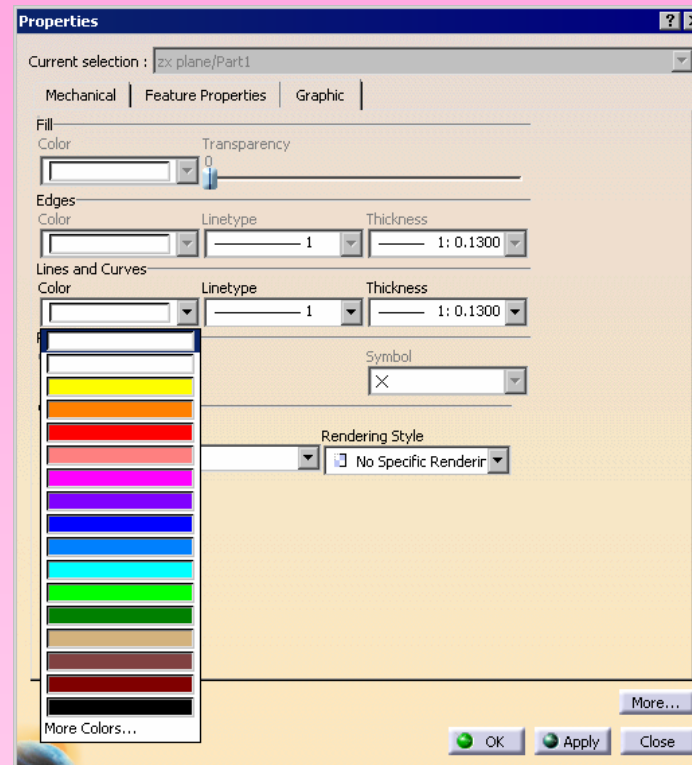 Properties
Current selection : zx plane/Part1
Mechanical Feature Properties Graphic
Fill
Color Transparency
0
Edges
Color Linetype Thickness
1 1: 0.1300
Lines and Curves
Color Linetype Thickness
1 1: 0.1300
Symbol
Rendering Style
No Specific Renderir
More Colors...
More...
OK Apply Close